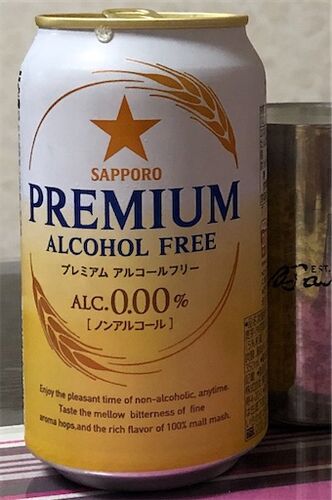 SAPPORO
PREMIUM
ALCOHOL FREE
プレミアム アルコールフリー
ALC.0.00%
[ノンアルコール]
Enjoy the pleasant time of non-alcoholic, anytime.
Taste the mellow bitterness of fine
aroma hops,and the rich flavor of 100% malt mash.
EST.